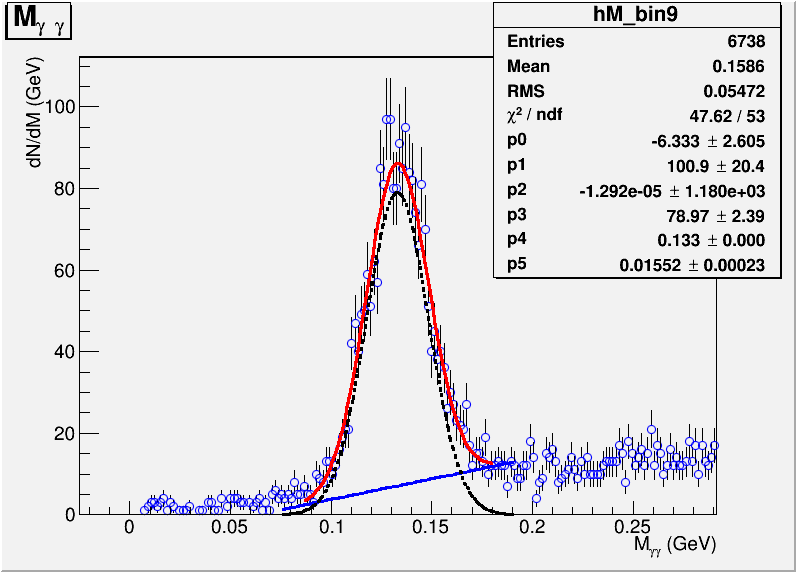 Mγ γ
hM_bin9
Entries 6738
Mean 0.1586
RMS 0.05472
χ² / ndf 47.62 / 53
p0 -6.333 ± 2.605
p1 100.9 ± 20.4
p2 -1.292e-05 ± 1.180e+03
p3 78.97 ± 2.39
p4 0.133 ± 0.000
p5 0.01552 ± 0.00023
dN/dM (GeV)
100
80
60
40
20
0
0 0.05 0.1 0.15 0.2 0.25
Mγγ (GeV)